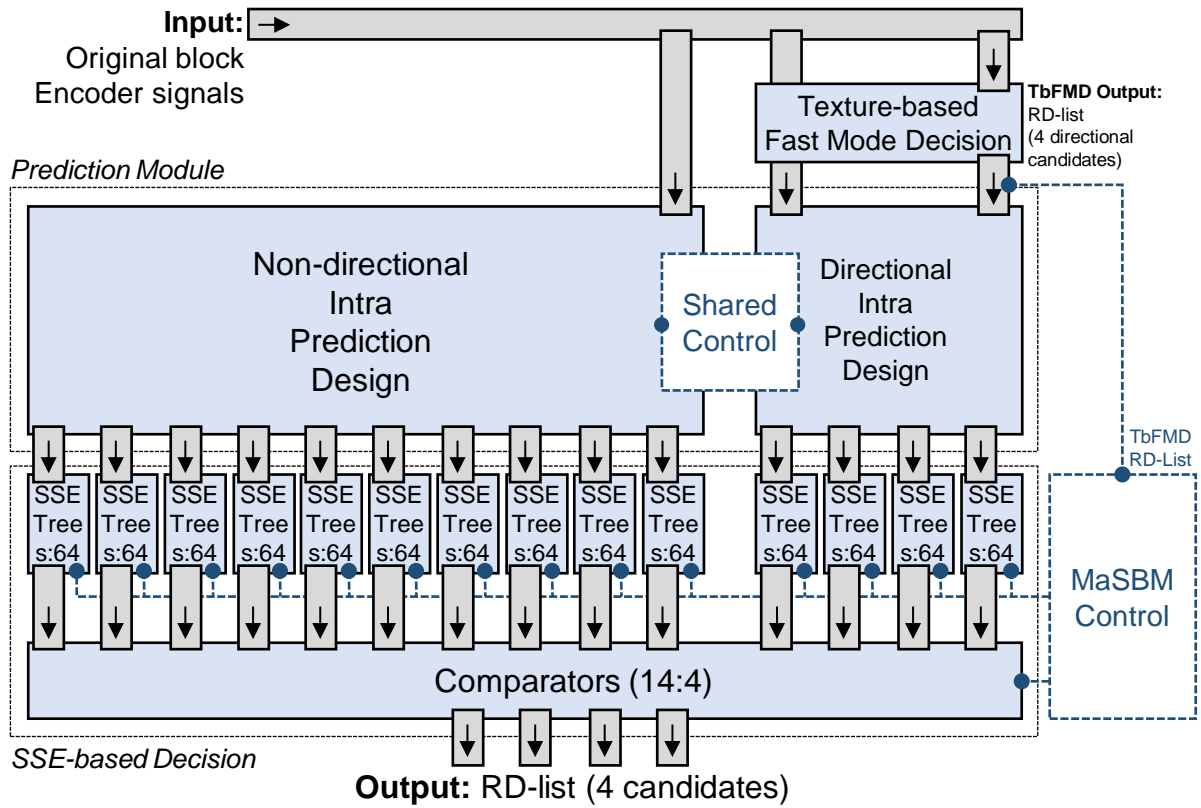 Input:
Original block
Encoder signals
Texture-based
Fast Mode Decision
TbFMD Output:
RD-list
(4 directional
candidates)
Prediction Module
Non-directional
Intra
Prediction
Design
Shared
Control
Directional
Intra
Prediction
Design
TbFMD
RD-List
SSE SSE SSE SSE SSE SSE SSE SSE SSE SSE SSE SSE SSE SSE
Tree Tree Tree Tree Tree Tree Tree Tree Tree Tree Tree Tree Tree Tree
s:64 s:64 s:64 s:64 s:64 s:64 s:64 s:64 s:64 s:64 s:64 s:64 s:64 s:64
MaSBM
Control
Comparators (14:4)
SSE-based Decision
Output: RD-list (4 candidates)